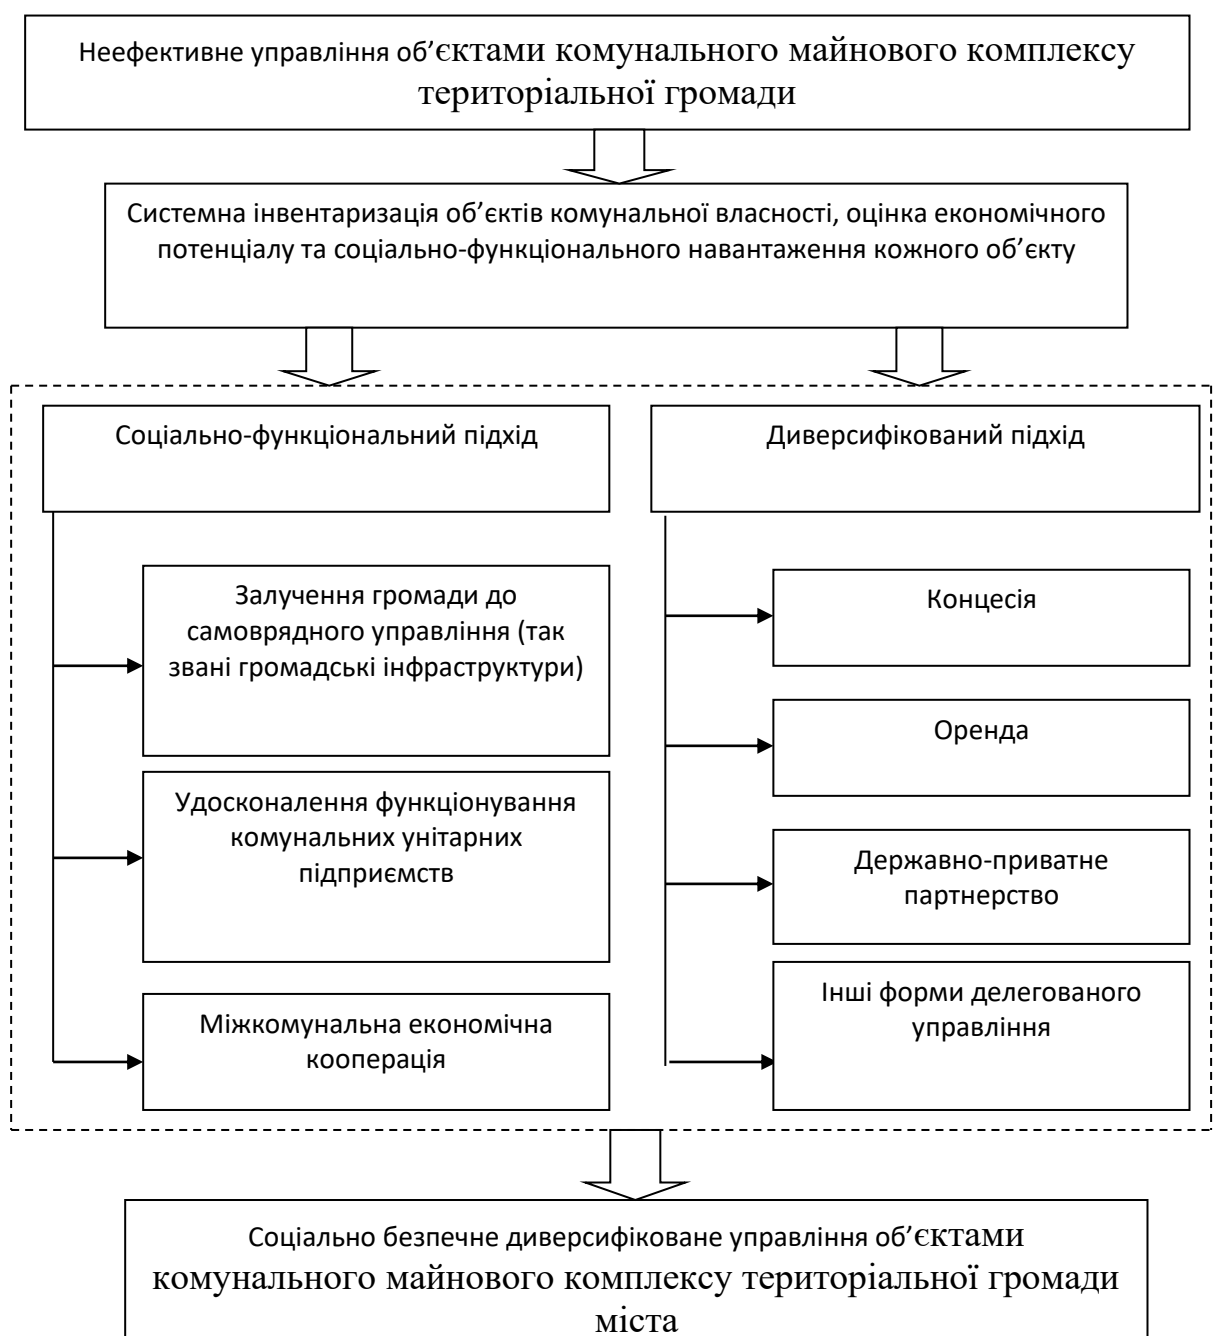 Неефективне управління об’єктами комунального майнового комплексу
територіальної громади
Системна інвентаризація об’єктів комунальної власності, оцінка економічного
потенціалу та соціально-функціонального навантаження кожного об’єкту
Соціально-функціональний підхід
Залучення громади до
самоврядного управління (так
звані громадські інфраструктури)
Удосконалення функціонування
комунальних унітарних
підприємств
Міжкомунальна економічна
кооперація
Диверсифікований підхід
Концесія
Оренда
Державно-приватне
партнерство
Інші форми делегованого
управління
Соціально безпечне диверсифіковане управління об’єктами
комунального майнового комплексу територіальної громади
міста